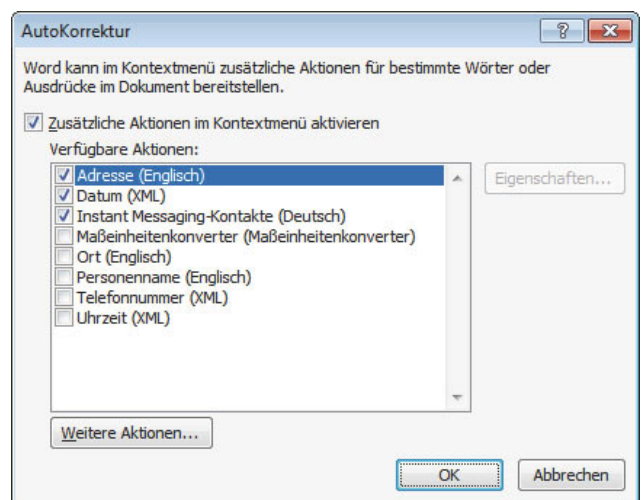 AutoKorrektur
Word kann im Kontextmenü zusätzliche Aktionen für bestimmte Wörter oder
Ausdrücke im Dokument bereitstellen.
Zusätzliche Aktionen im Kontextmenü aktivieren
Verfügbare Aktionen:
Adresse (Englisch)
Eigenschaften...
Datum (XML)
Instant Messaging-Kontakte (Deutsch)
Maßeinheitenkonverter (Maßeinheitenkonverter)
Ort (Englisch)
Personenname (Englisch)
Telefonnummer (XML)
Uhrzeit (XML)
Weitere Aktionen...
OK Abbrechen